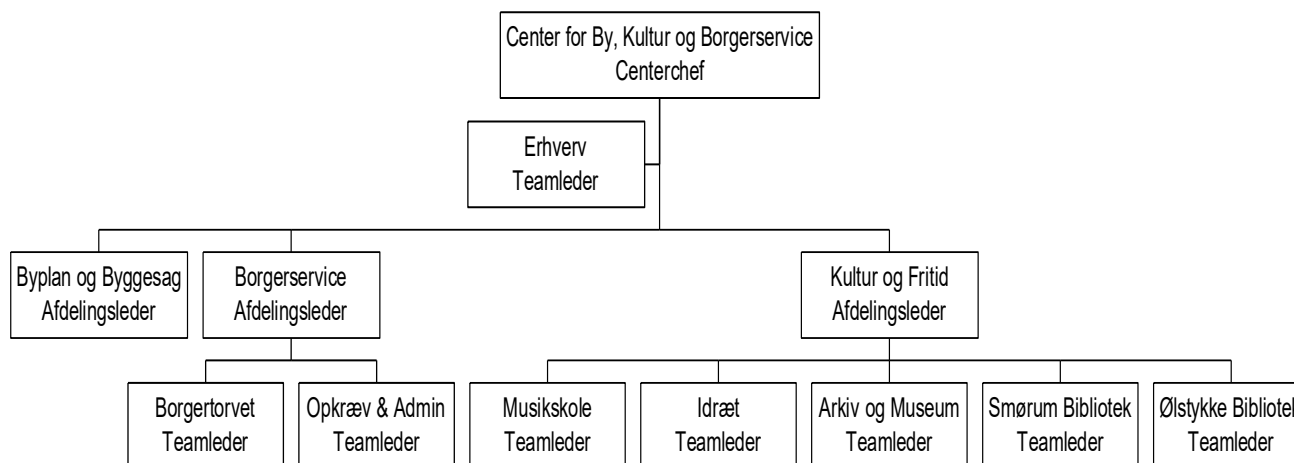 Center for By, Kultur og Borgerservice
Centerchef
Erhverv
Teamleder
Byplan og Byggesag
Afdelingsleder
Borgerservice
Afdelingsleder
Kultur og Fritid
Afdelingsleder
Borgertorvet
Teamleder
Opkræv & Admin
Teamleder
Musikskole
Teamleder
Idræt
Teamleder
Arkiv og Museum
Teamleder
Smørum Bibliotek
Teamleder
Ølstykke Bibliotek
Teamleder